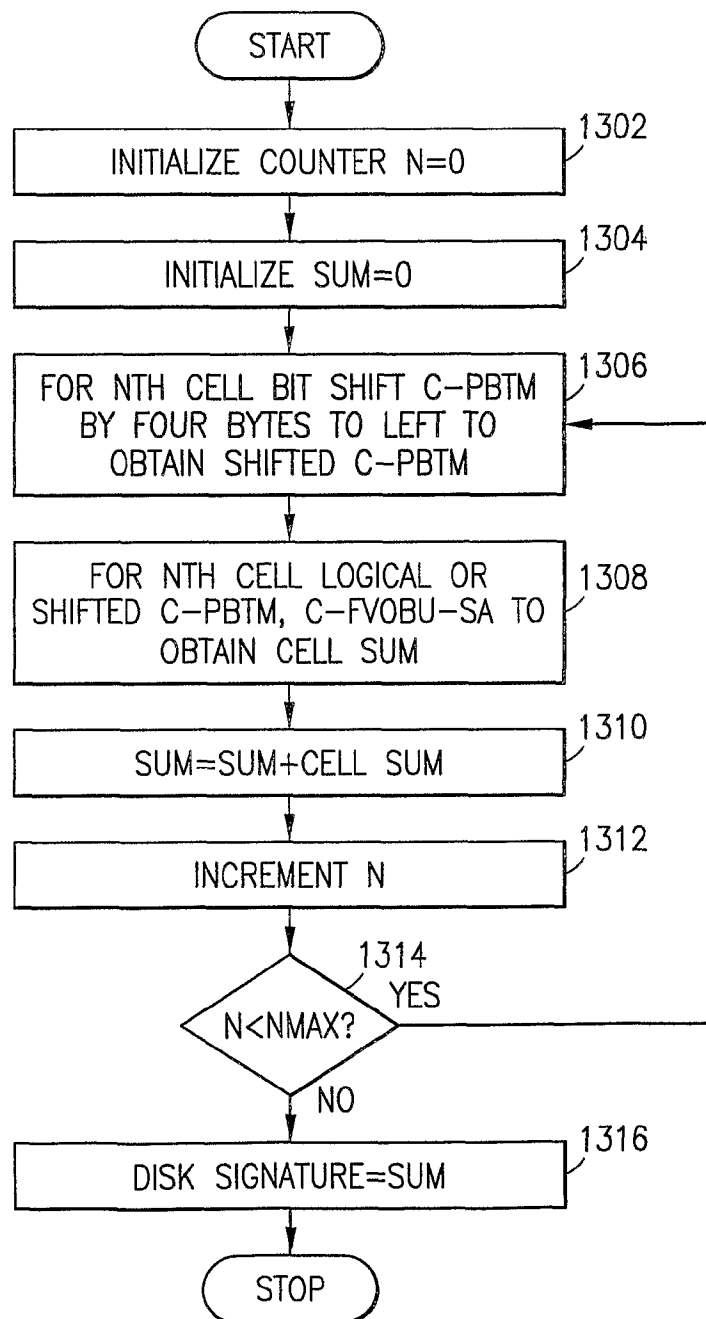 START
1302
INITIALIZE COUNTER N=0
1304
INITIALIZE SUM=0
1306
FOR NTH CELL BIT SHIFT C-PBTM
BY FOUR BYTES TO LEFT TO
OBTAIN SHIFTED C-PBTM
1308
FOR NTH CELL LOGICAL OR
SHIFTED C-PBTM, C-FVOBU-SA TO
OBTAIN CELL SUM
1310
SUM=SUM+CELL SUM
1312
INCREMENT N
1314
YES
N<NMAX?
NO
1316
DISK SIGNATURE=SUM
STOP